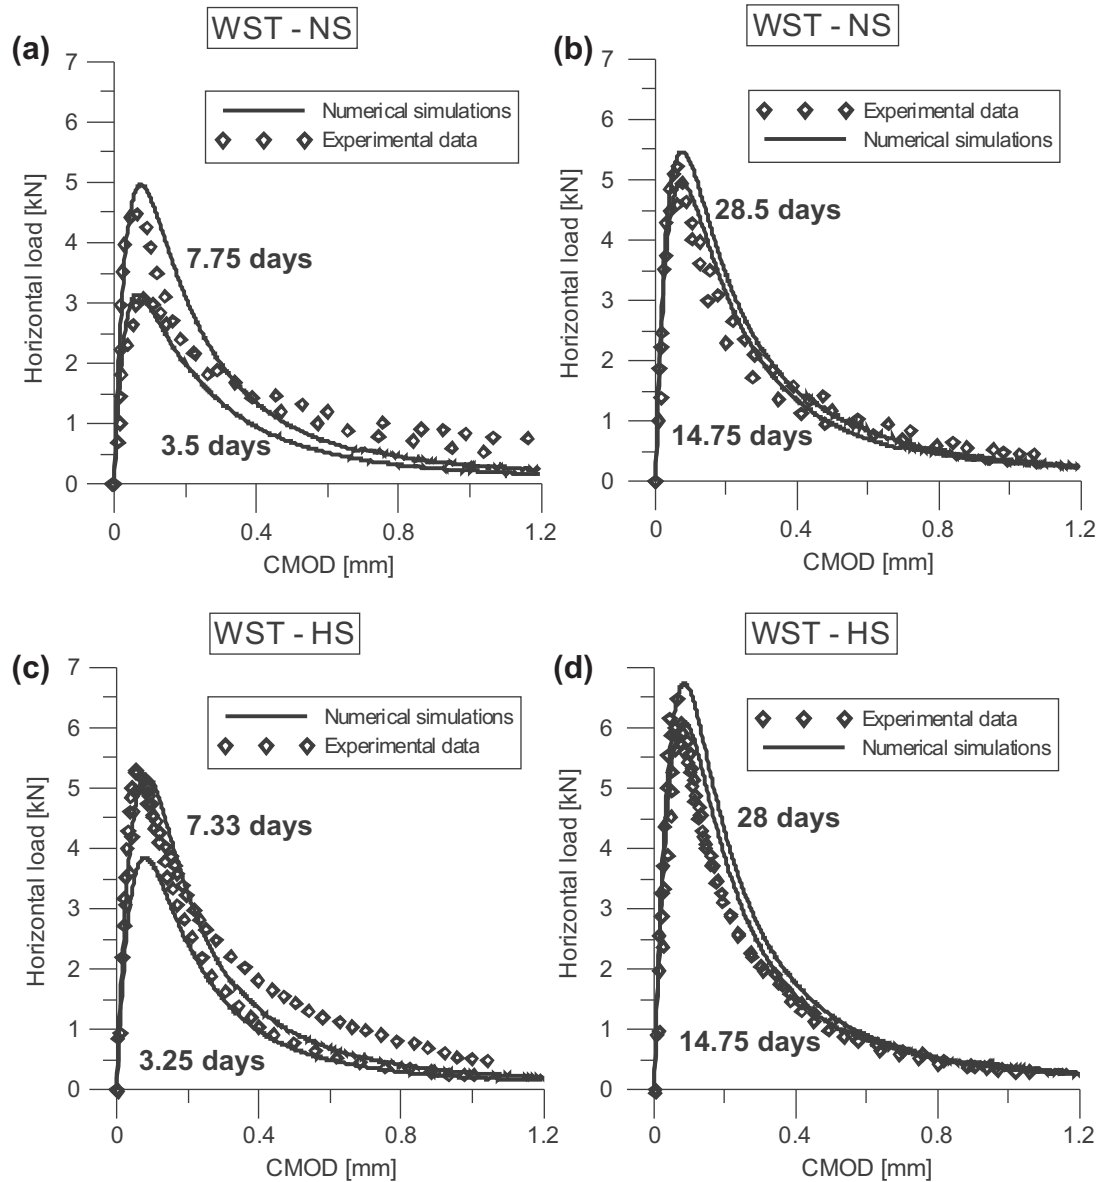 WST - NS
(a)
7
6
5
4
3
2
1
0
Horizontal load [kN]
Numerical simulations
Experimental data
7.75 days
3.5 days
0
0.4
0.8
1.2
CMOD [mm]
WST - NS
(b)
7
6
5
4
3
2
1
0
Horizontal load [kN]
Experimental data
Numerical simulations
28.5 days
14.75 days
0
0.4
0.8
1.2
CMOD [mm]
WST - HS
(c)
7
6
5
4
3
2
1
0
Horizontal load [kN]
Numerical simulations
Experimental data
7.33 days
3.25 days
0
0.4
0.8
1.2
CMOD [mm]
WST - HS
(d)
7
6
5
4
3
2
1
0
Horizontal load [kN]
Experimental data
Numerical simulations
28 days
14.75 days
0
0.4
0.8
1.2
CMOD [mm]